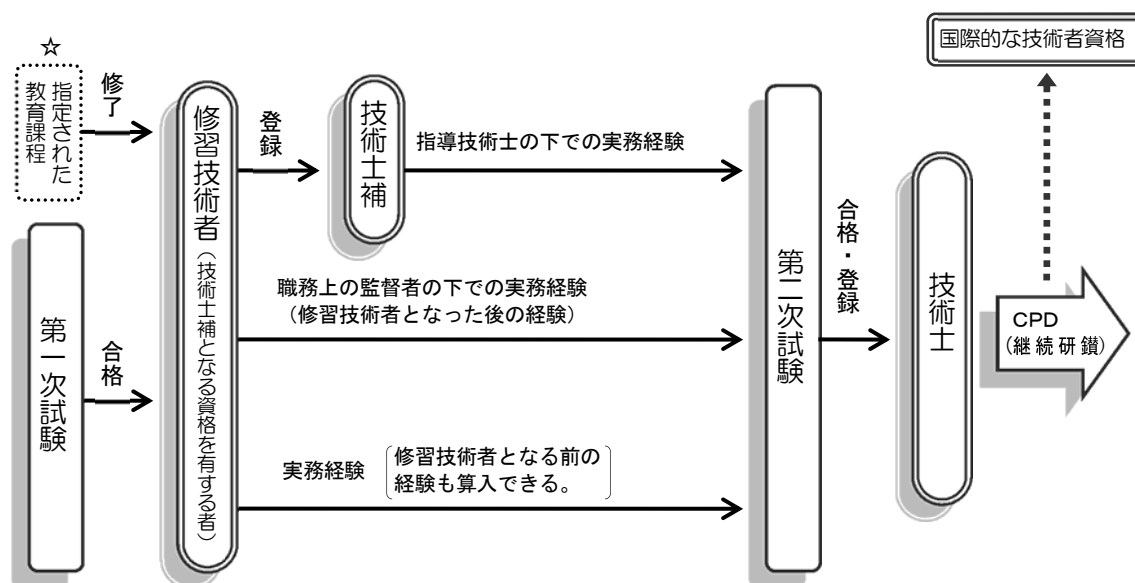 国際的な技術者資格
☆
指定された
教育課程
修了
修習技術者(技術士補となる資格を有する者)
登録
技術士補
指導技術士の下での実務経験
第一次試験
合格
職務上の監督者の下での実務経験
(修習技術者となった後の経験)
実務経験
修習技術者となる前の
経験も算入できる。
第二次試験
合格・登録
技術士
CPD
(継続研鑚)